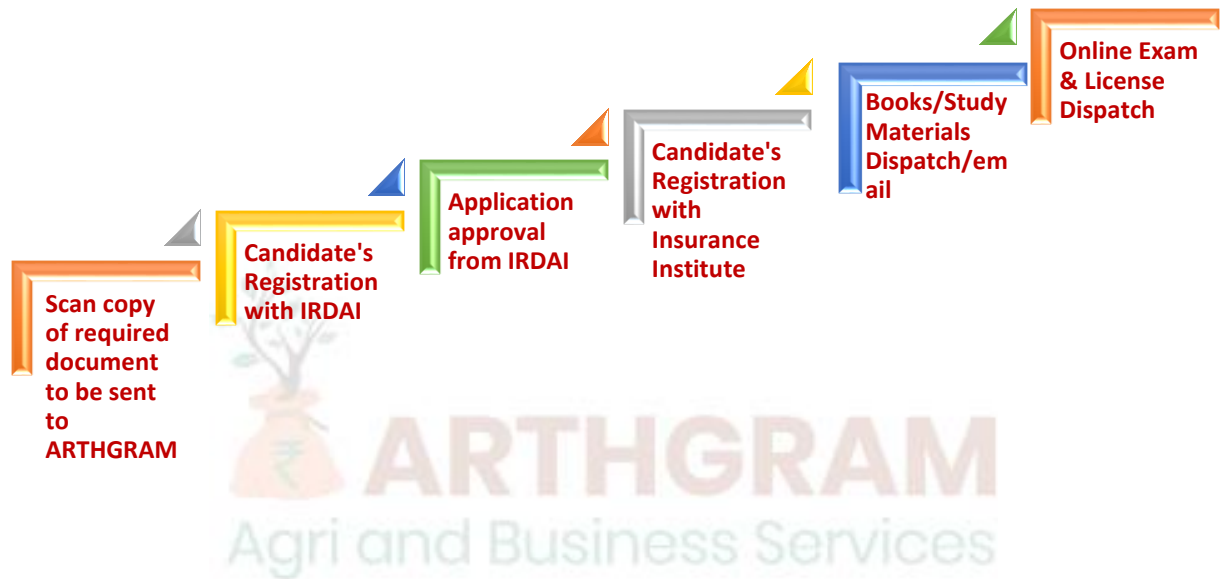 Scan copy
of required
document
to be sent
to
ARTHGRAM
Candidate's
Registration
with IRDAI
Application
approval
from IRDAI
Candidate's
Registration
with
Insurance
Institute
Books/Study
Materials
Dispatch/em
ail
Online Exam
& License
Dispatch
₹
ARTHGRAM
Agri and Business Services